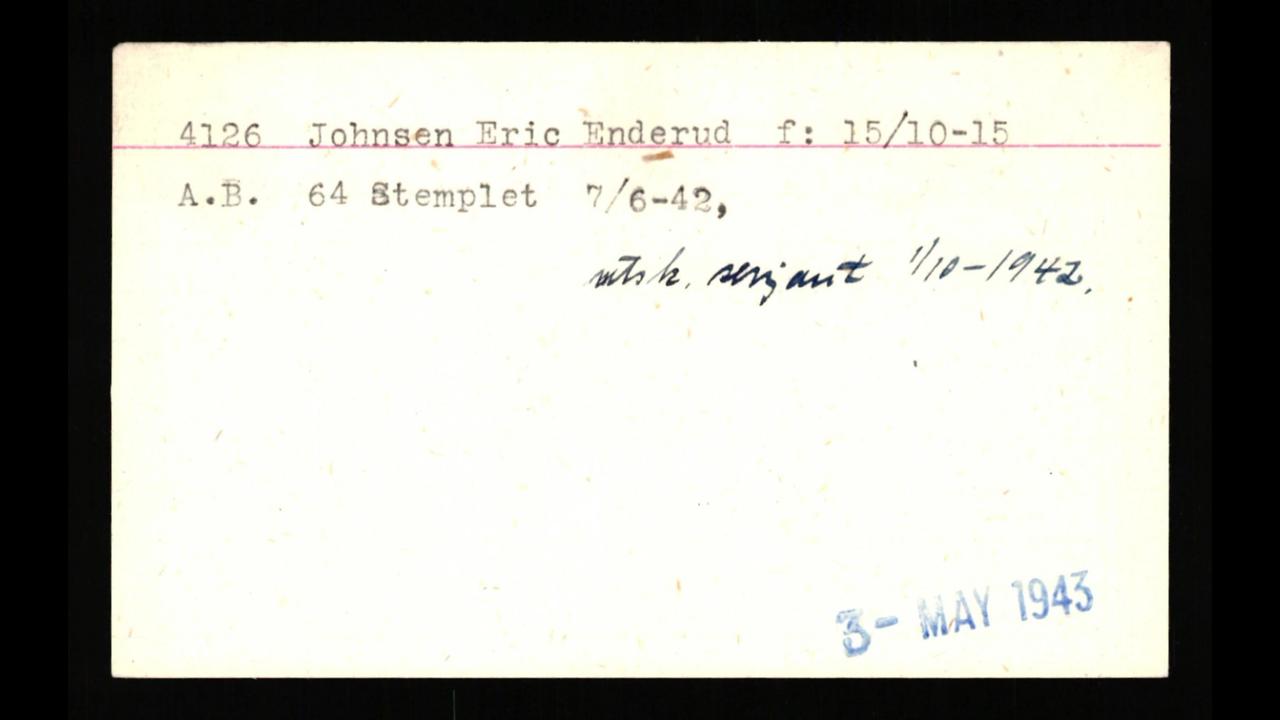 4126 Johnsen Eric Enderud f: 15/10-15
A.B. 64 Stemplet 7/6-42,
utsk. serjant 1/10-1942.
3- MAY 1943